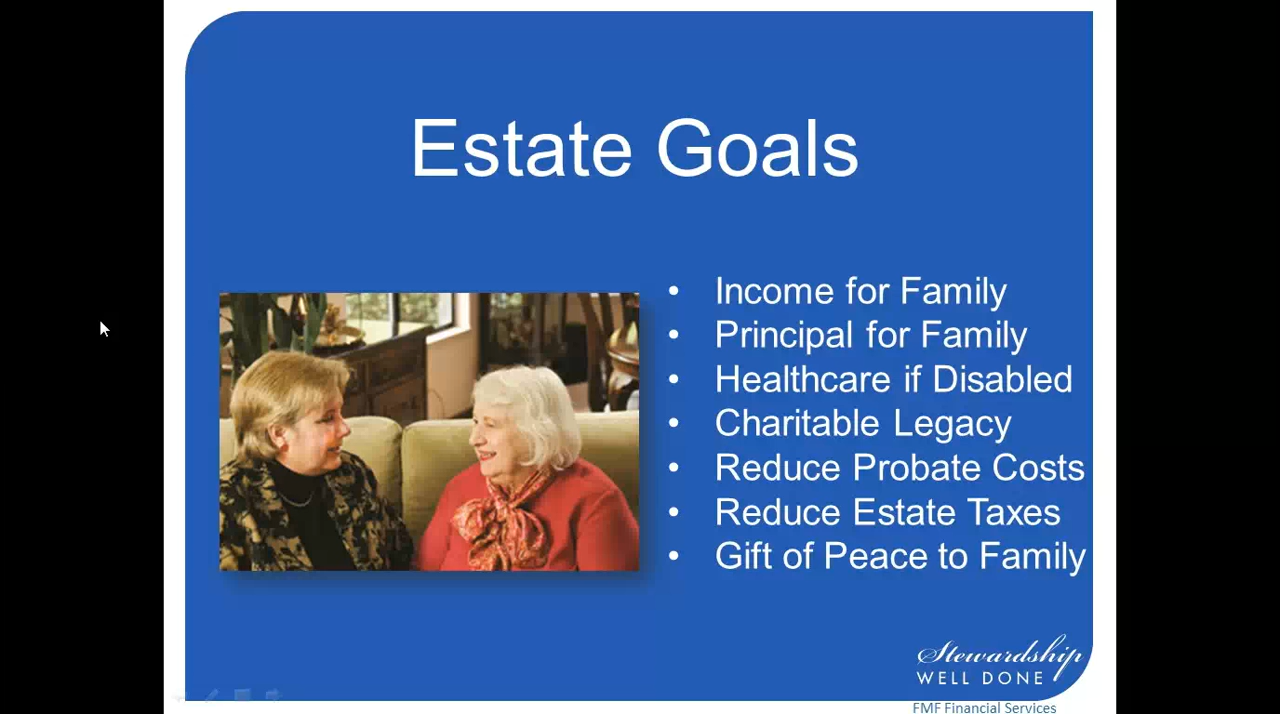 Estate Goals
• Income for Family
• Principal for Family
• Healthcare if Disabled
• Charitable Legacy
• Reduce Probate Costs
• Reduce Estate Taxes
• Gift of Peace to Family
Stewardship
WELL DONE
FMF Financial Services